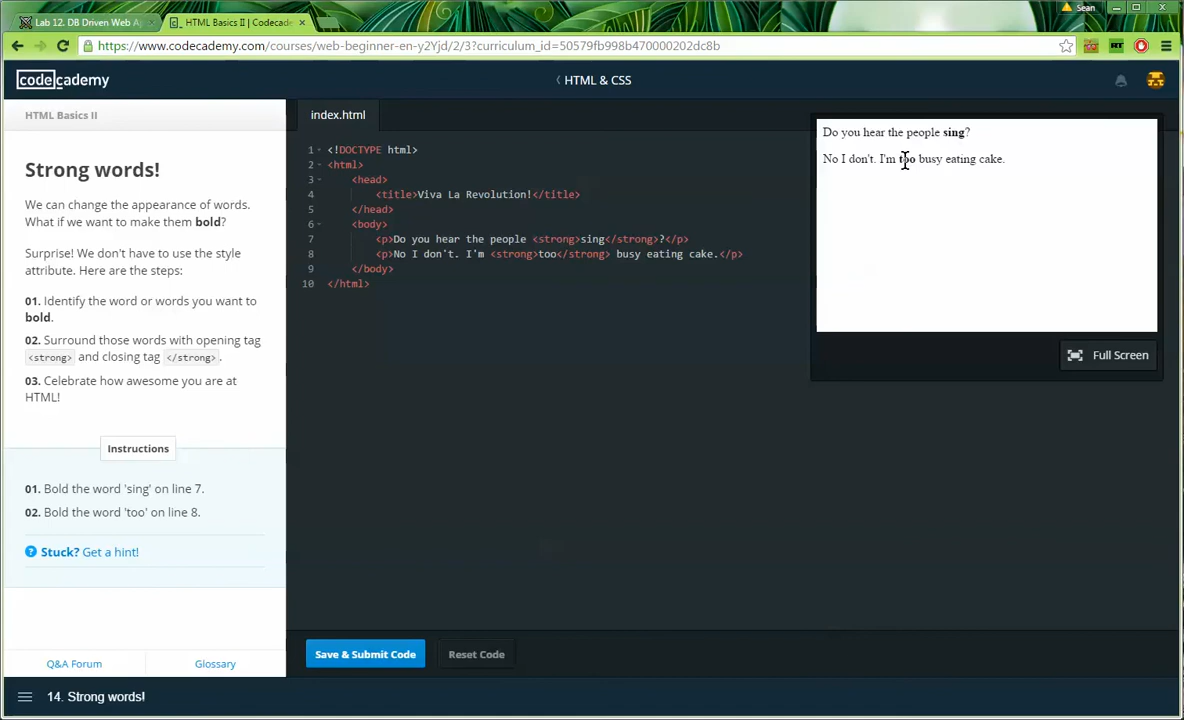 Lab 12. DB Driven Web A
HTML Basics II | Codecade
Sean
https://www.codecademy.com/courses/web-beginner-en-y2Yjd/2/3?curriculum_id=50579fb998b470000202dc8b
codecademy
HTML & CSS
HTML Basics II
index.html
Strong words!
We can change the appearance of words.
What if we want to make them bold?
Surprise! We don't have to use the style
attribute. Here are the steps:
01. Identify the word or words you want to
bold.
02. Surround those words with opening tag
<strong> and closing tag </strong>.
03. Celebrate how awesome you are at
HTML!
Instructions
01. Bold the word 'sing' on line 7.
02. Bold the word 'too' on line 8.
? Stuck? Get a hint!
Q&A Forum
Glossary
1 <!DOCTYPE html>
2 <html>
3 <head>
4 <title>Viva La Revolution!</title>
5 </head>
6 <body>
7 <p>Do you hear the people <strong>sing</strong>?</p>
8 <p>No I don't. I'm <strong>too</strong> busy eating cake.</p>
9 </body>
10 </html>
Do you hear the people sing?
No I don't. I'm too busy eating cake.
Full Screen
Save & Submit Code
Reset Code
14. Strong words!